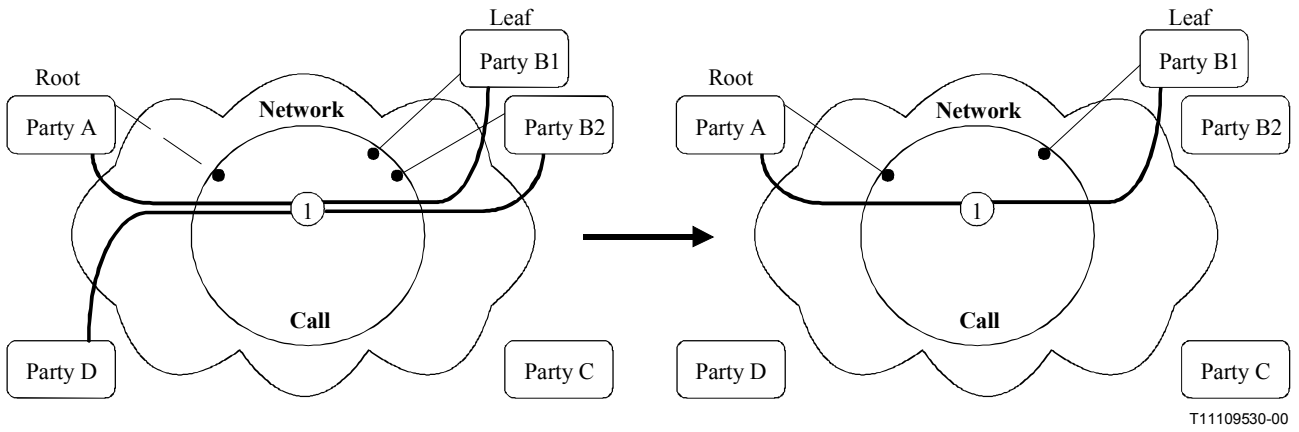 Leaf
Party B1
Root
Network
Party A
Party B2
1
Call
Party D
Party C
Leaf
Party B1
Root
Network
Party A
Party B2
1
Call
Party D
Party C
T11109530-00